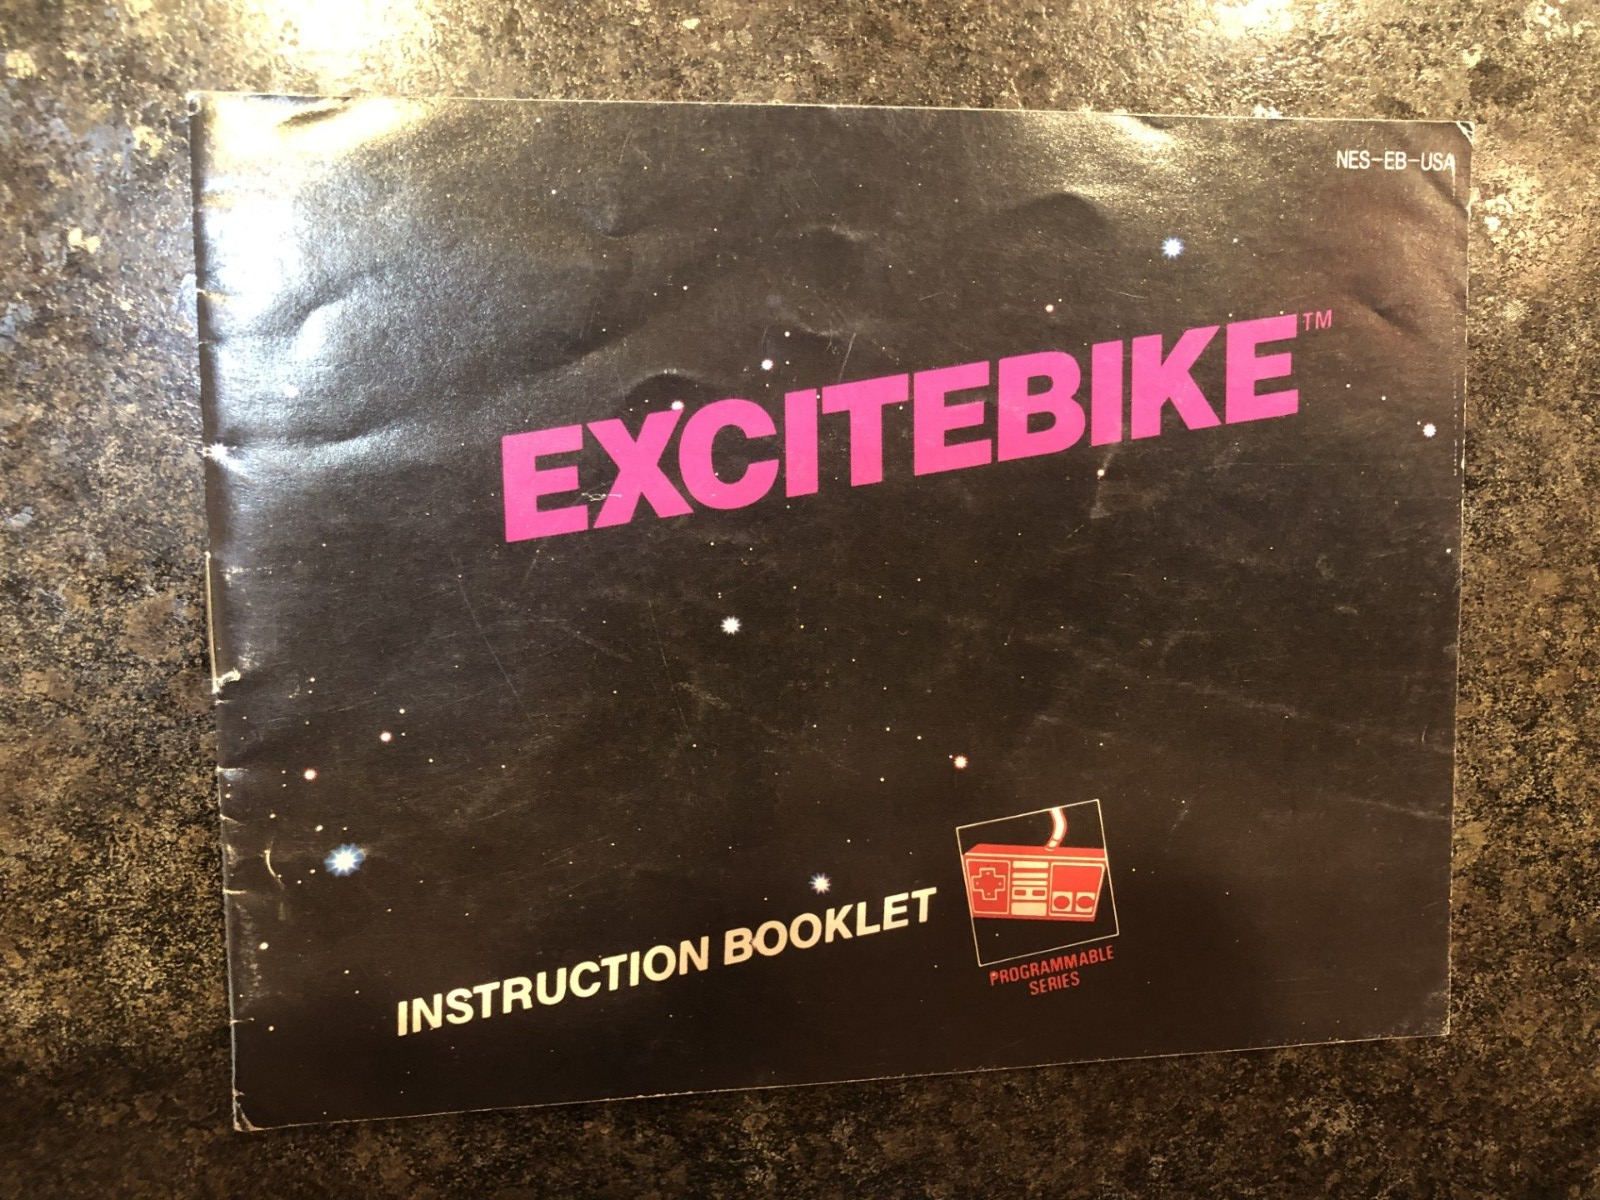 NES-EB-USA
EXCITEBIKE™
INSTRUCTION BOOKLET
PROGRAMMABLE
SERIES